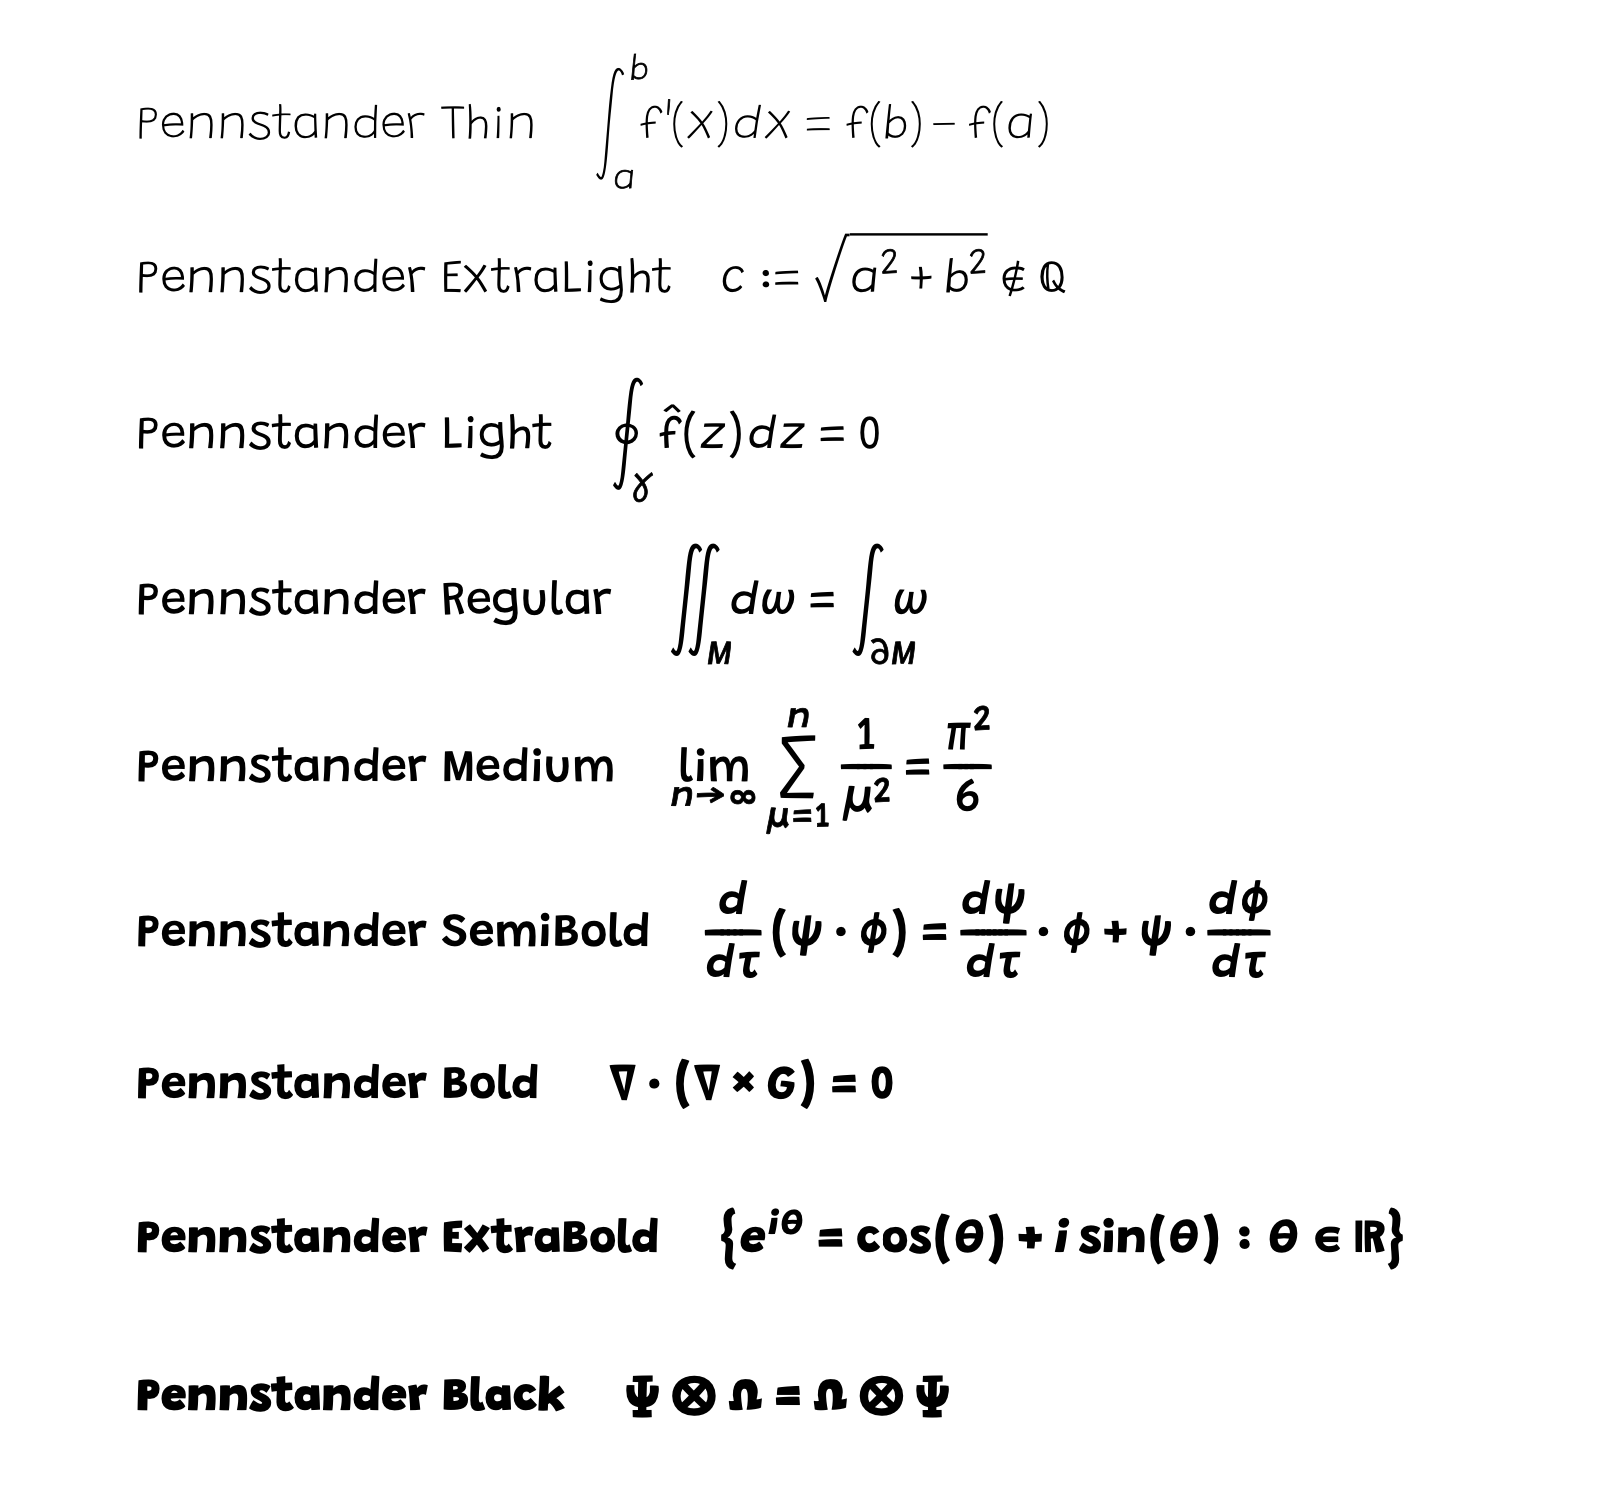 Pennstander Thin ∫_a^b f'(x)dx = f(b) − f(a)
Pennstander ExtraLight c := √(a² + b²) ∉ ℚ
Pennstander Light ∮_γ f̂(z)dz = 0
Pennstander Regular ∬_M dω = ∫_∂M ω
Pennstander Medium lim_{n→∞} ∑_{μ=1}^n 1/μ² = π²/6
Pennstander SemiBold d/dτ (ψ · ϕ) = dψ/dτ · ϕ + ψ · dϕ/dτ
Pennstander Bold ∇ · (∇ × G) = 0
Pennstander ExtraBold {e^{iθ} = cos(θ) + i sin(θ) : θ ∈ ℝ}
Pennstander Black Ψ ⊗ Ω = Ω ⊗ Ψ